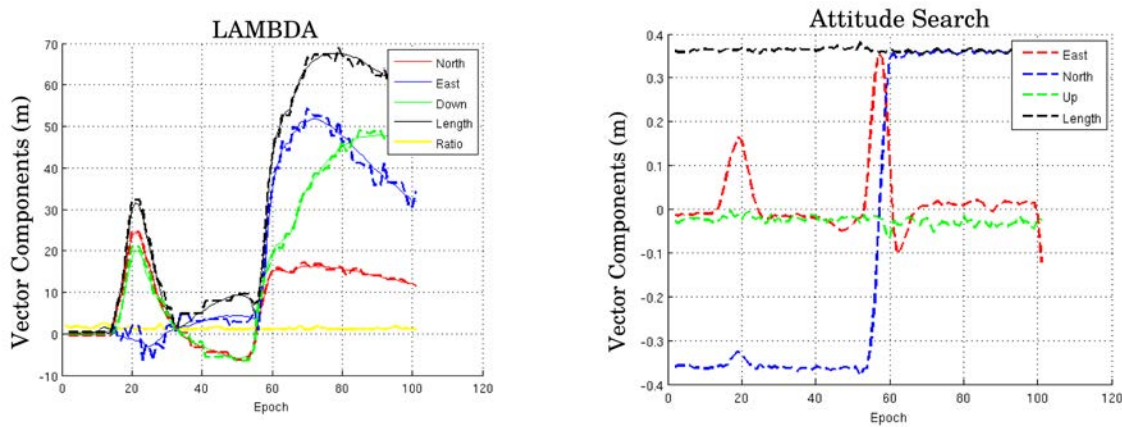 LAMBDA
Vector Components (m)
70
60
50
40
30
20
10
0
-10
0
20
40
60
80
100
120
Epoch
North
East
Down
Length
Ratio
Attitude Search
Vector Components (m)
0.4
0.3
0.2
0.1
0
-0.1
-0.2
-0.3
-0.4
0
20
40
60
80
100
120
Epoch
East
North
Up
Length